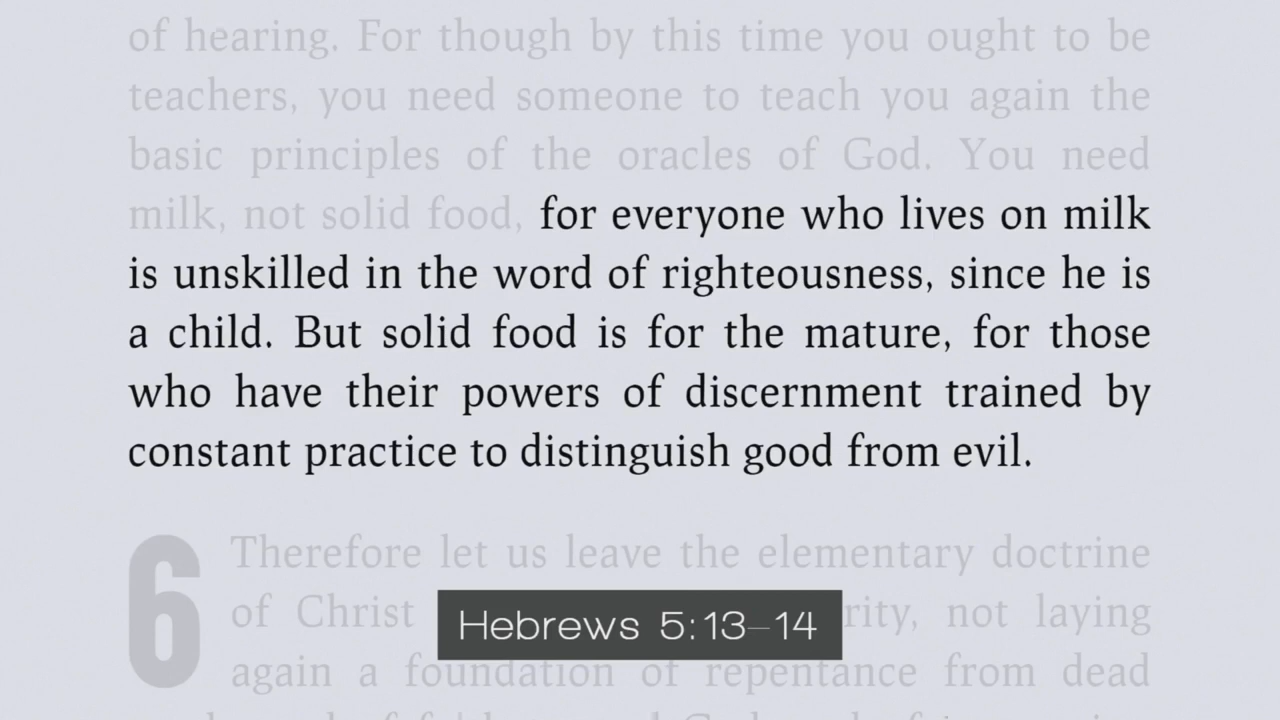 of hearing. For though by this time you ought to be
teachers, you need someone to teach you again the
basic principles of the oracles of God. You need
milk, not solid food, for everyone who lives on milk
is unskilled in the word of righteousness, since he is
a child. But solid food is for the mature, for those
who have their powers of discernment trained by
constant practice to distinguish good from evil.
6 Therefore let us leave the elementary doctrine
of Christ rity, not laying
Hebrews 5:13–14
again a foundation of repentance from dead